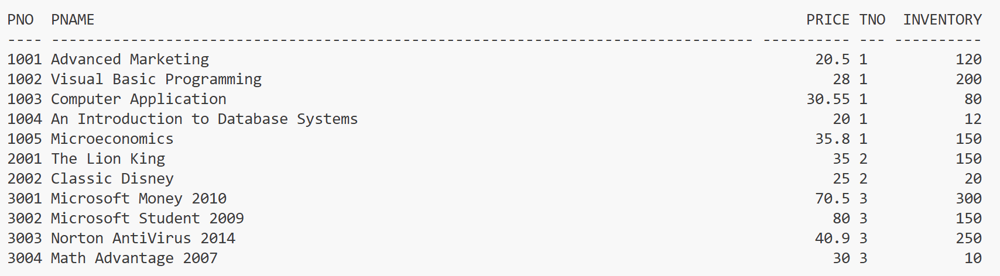 PNO  PNAME                                                                                 PRICE TNO  INVENTORY
---- -------------------------------------------------------------------------------- ---------- --- ----------
1001 Advanced Marketing                                                                     20.5 1          120
1002 Visual Basic Programming                                                                 28 1          200
1003 Computer Application                                                                  30.55 1           80
1004 An Introduction to Database Systems                                                      20 1           12
1005 Microeconomics                                                                         35.8 1          150
2001 The Lion King                                                                            35 2          150
2002 Classic Disney                                                                           25 2           20
3001 Microsoft Money 2010                                                                   70.5 3          300
3002 Microsoft Student 2009                                                                   80 3          150
3003 Norton AntiVirus 2014                                                                  40.9 3          250
3004 Math Advantage 2007                                                                      30 3           10